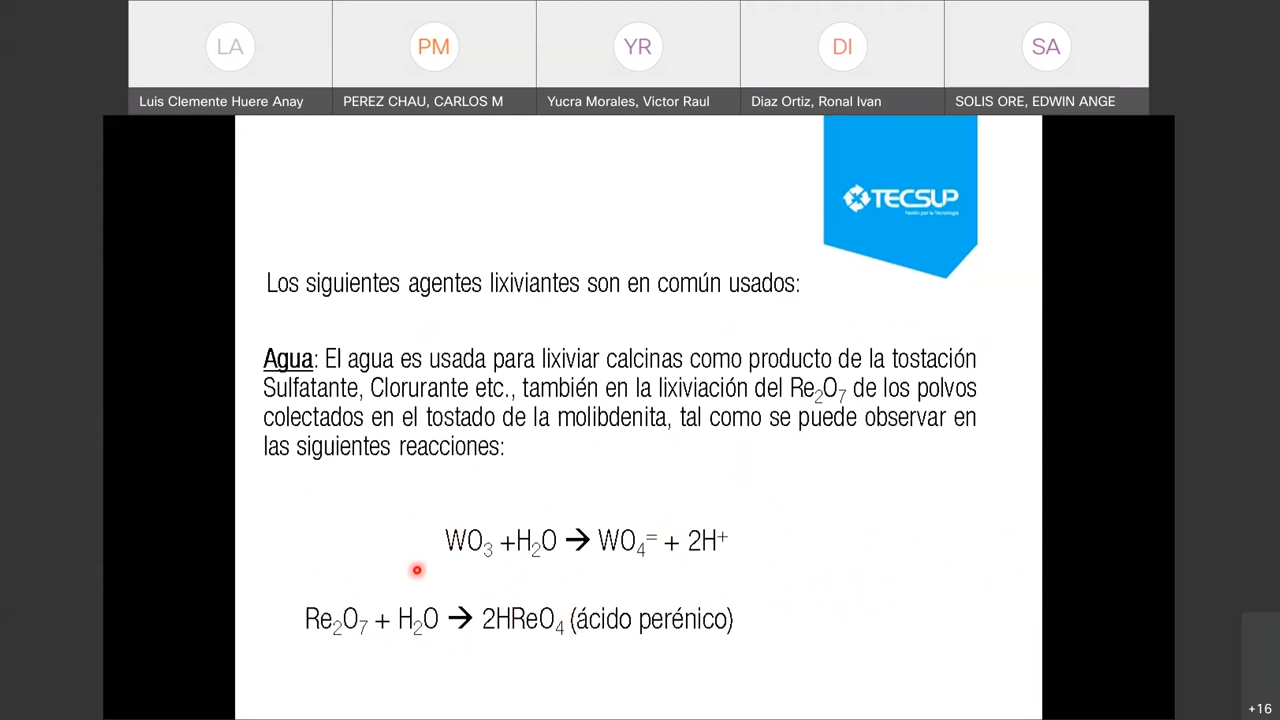 LA
PM
YR
DI
SA
Luis Clemente Huere Anay
PEREZ CHAU, CARLOS M
Yucra Morales, Victor Raul
Diaz Ortiz, Ronal Ivan
SOLIS ORE, EDWIN ANGE
TECSUP
Pasión por la Tecnología
Los siguientes agentes lixiviantes son en común usados:
Agua: El agua es usada para lixiviar calcinas como producto de la tostación
Sulfatante, Clorurante etc., también en la lixiviación del Re₂O₇ de los polvos
colectados en el tostado de la molibdenita, tal como se puede observar en
las siguientes reacciones:
WO₃ +H₂O → WO₄⁼ + 2H⁺
Re₂O₇ + H₂O → 2HReO₄ (ácido perénico)
+16